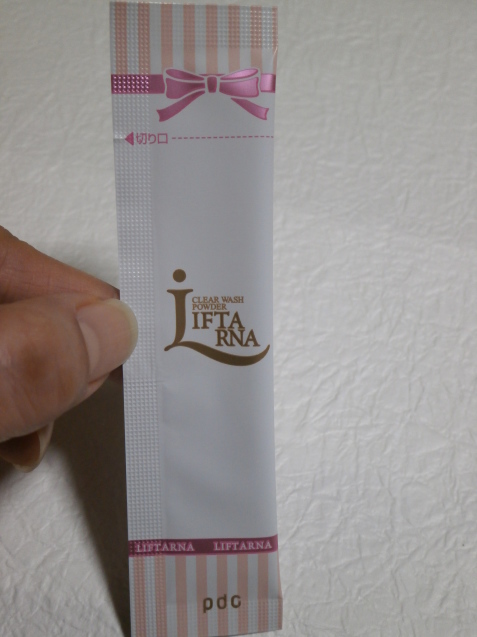 切り口
CLEAR WASH
POWDER
LIFTA
RNA
LIFTARNA LIFTARNA
pdc